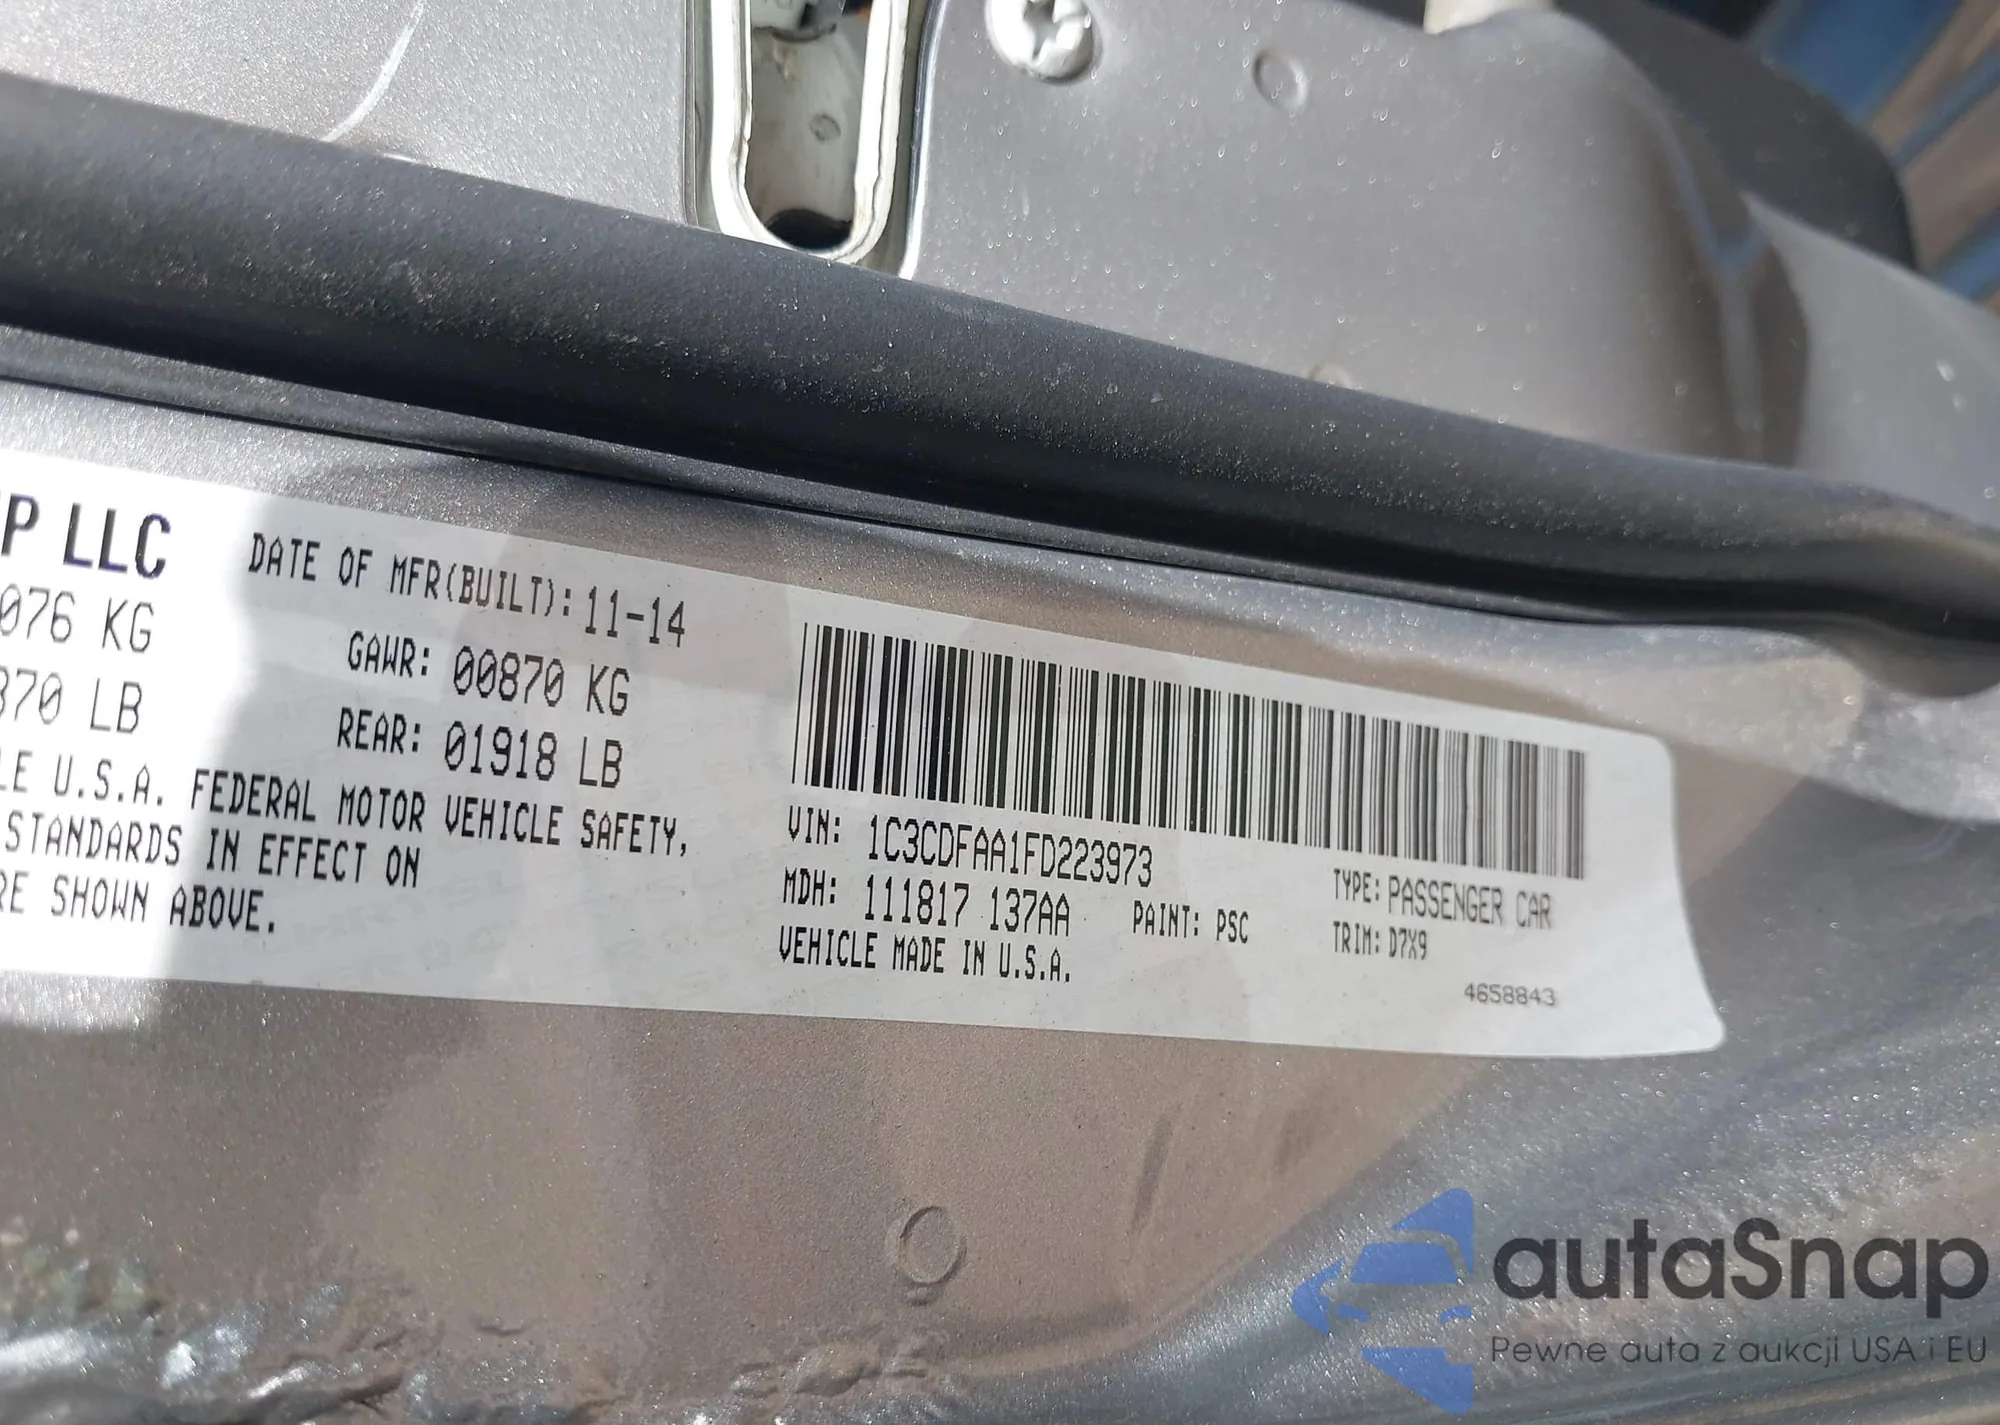 P LLC
DATE OF MFR(BUILT): 11-14
076 KG
GAWR: 00870 KG
370 LB
REAR: 01918 LB
LE U.S.A. FEDERAL MOTOR VEHICLE SAFETY,
STANDARDS IN EFFECT ON
RE SHOWN ABOVE.
VIN: 1C3CDFAA1FD223973
TYPE: PASSENGER CAR
MDH: 111817 137AA
PAINT: PSC
TRIM: D7X9
VEHICLE MADE IN U.S.A.
4658843
autaSnap
Pewne auta z aukcji USA i EU